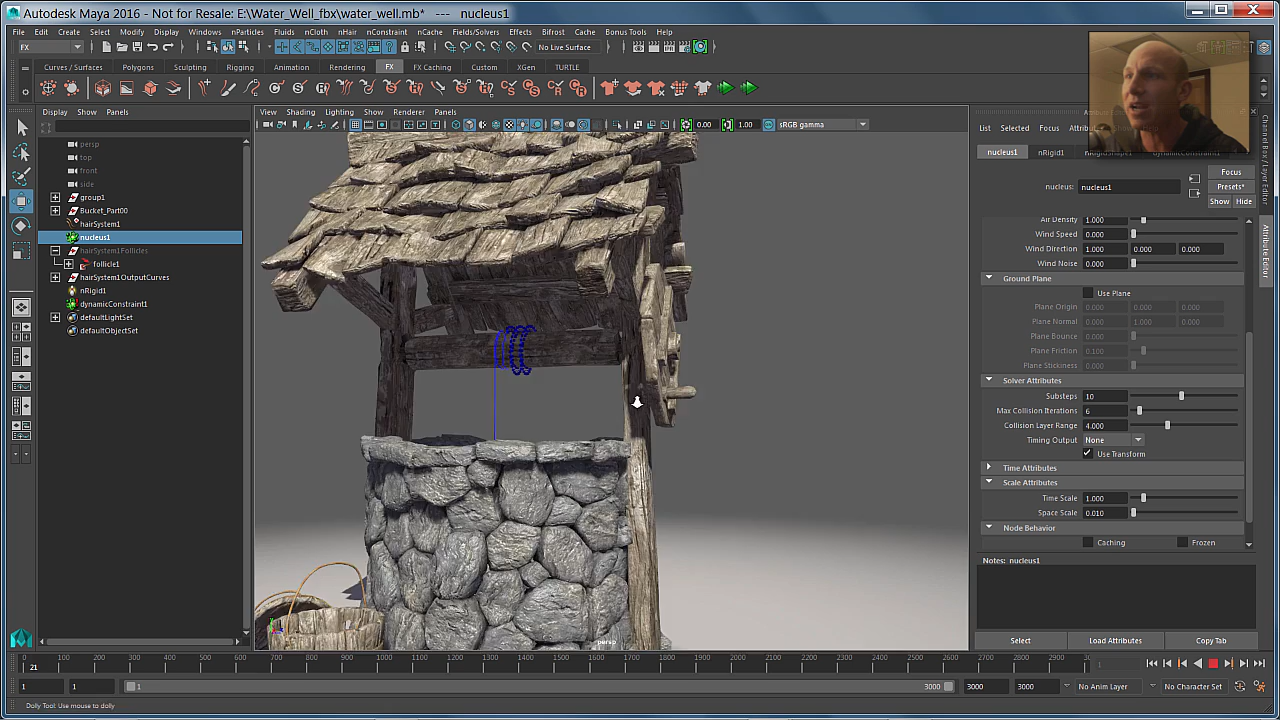 Autodesk Maya 2016 - Not for Resale: E:\Water_Well_fbx\water_well.mb* --- nucleus1
File Edit Create Select Modify Display Windows nParticles Fluids nCloth nHair nConstraint nCache Fields/Solvers Effects Bifrost Cache Bonus Tools Help
FX No Live Surface
Curves / Surfaces Polygons Sculpting Rigging Animation Rendering FX FX Caching Custom XGen TURTLE
Display Show Panels
View Shading Lighting Show Renderer Panels
0.00 1.00 sRGB gamma
persp
top
front
side
group1
Bucket_Part00
hairSystem1
nucleus1
hairSystem1Follicles
follicle1
hairSystem1OutputCurves
nRigid1
dynamicConstraint1
defaultLightSet
defaultObjectSet
persp
List Selected Focus
nucleus1 nRigid1
nucleus: nucleus1
Focus
Presets*
Show Hide
Air Density 1.000
Wind Speed 0.000
Wind Direction 1.000 0.000 0.000
Wind Noise 0.000
Ground Plane
Use Plane
Plane Origin 0.000 0.000 0.000
Plane Normal 0.000 1.000 0.000
Plane Bounce 0.000
Plane Friction 0.100
Plane Stickiness 0.000
Solver Attributes
Substeps 10
Max Collision Iterations 6
Collision Layer Range 4.000
Timing Output None
Use Transform
Time Attributes
Scale Attributes
Time Scale 1.000
Space Scale 0.010
Node Behavior
Caching Frozen
Notes: nucleus1
Select Load Attributes Copy Tab
Channel Box / Layer Editor
Attribute Editor
0 100 200 300 400 500 600 700 800 900 1000 1100 1200 1300 1400 1500 1600 1700 1800 1900 2000 2100 2200 2300 2400 2500 2600 2700 2800 2900
21
1
1 1 1 3000 3000 3000 No Anim Layer No Character Set
Dolly Tool: Use mouse to dolly